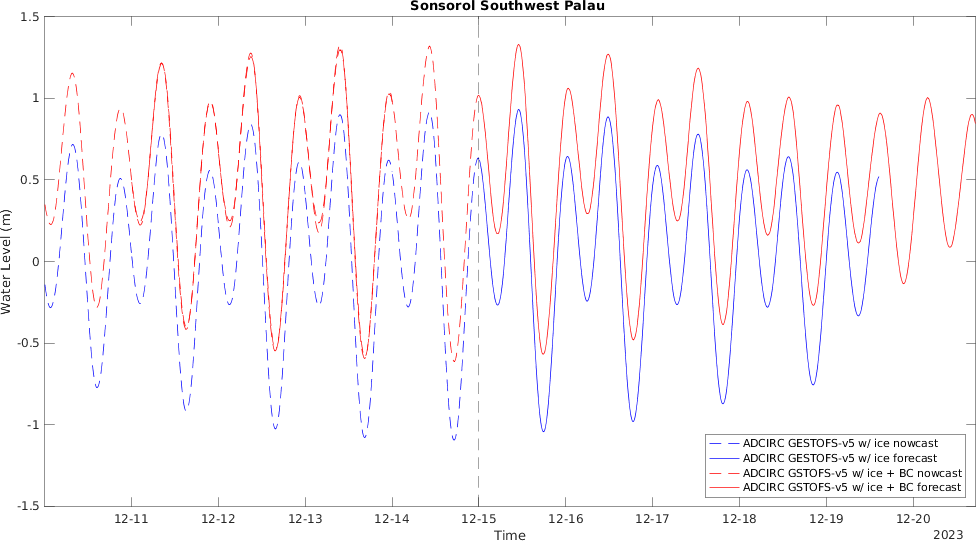 Sonsorol Southwest Palau
1.5
1
0.5
0
-0.5
-1
-1.5
Water Level (m)
ADCIRC GESTOFS-v5 w/ ice nowcast
ADCIRC GESTOFS-v5 w/ ice forecast
ADCIRC GSTOFS-v5 w/ ice + BC nowcast
ADCIRC GSTOFS-v5 w/ ice + BC forecast
12-11 12-12 12-13 12-14 12-15 12-16 12-17 12-18 12-19 12-20
Time
2023